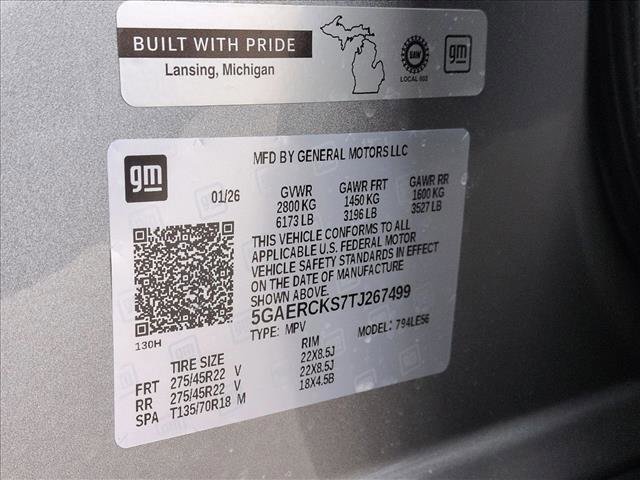 BUILT WITH PRIDE
Lansing, Michigan
UAW
LOCAL 602
gm
gm
MFD BY GENERAL MOTORS LLC
01/26
GVWR GAWR FRT GAWR RR
2800 KG 1450 KG 1600 KG
6173 LB 3196 LB 3527 LB
THIS VEHICLE CONFORMS TO ALL
APPLICABLE U.S. FEDERAL MOTOR
VEHICLE SAFETY STANDARDS IN EFFECT
ON THE DATE OF MANUFACTURE
SHOWN ABOVE.
5GAERCKS7TJ267499
TYPE: MPV MODEL: 794LE56
130H
TIRE SIZE RIM
FRT 275/45R22 V 22X8.5J
RR 275/45R22 V 22X8.5J
SPA T135/70R18 M 18X4.5B